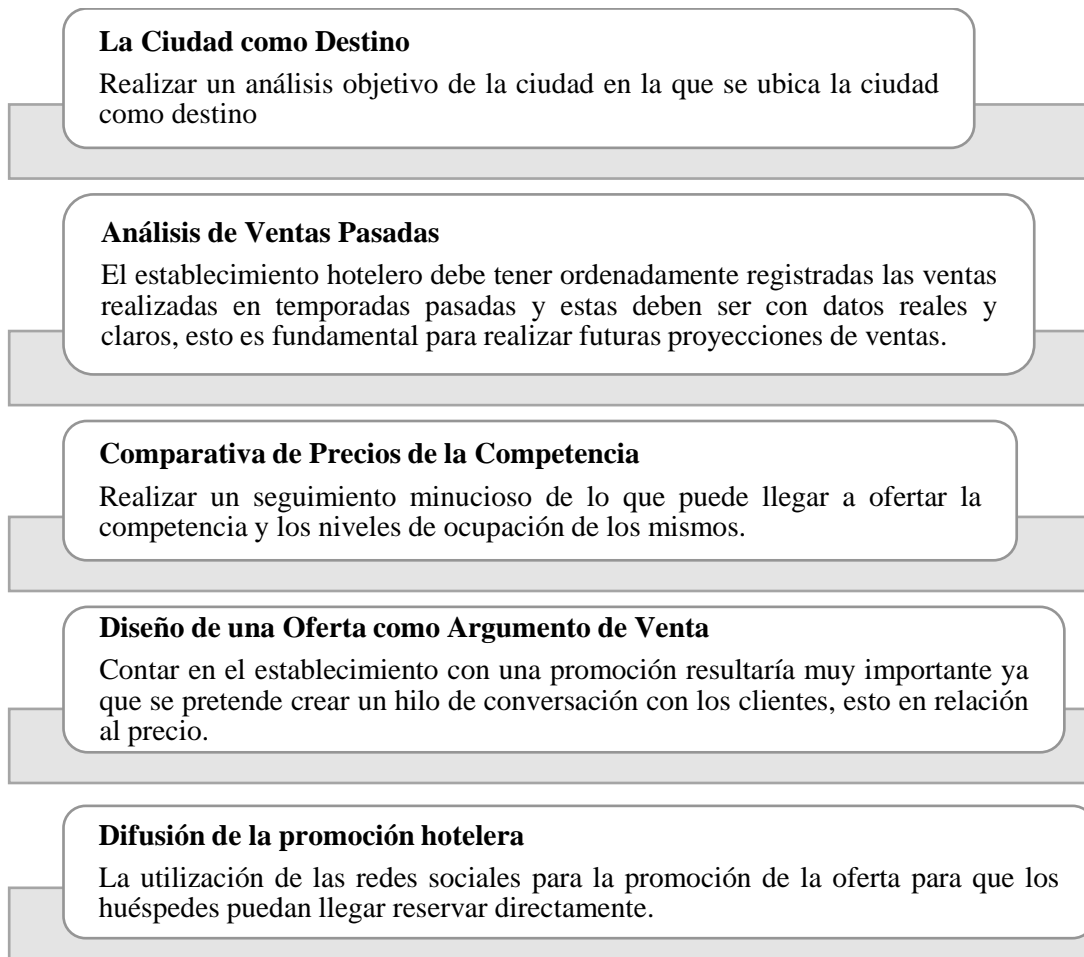 La Ciudad como Destino
Realizar un análisis objetivo de la ciudad en la que se ubica la ciudad
como destino
Análisis de Ventas Pasadas
El establecimiento hotelero debe tener ordenadamente registradas las ventas
realizadas en temporadas pasadas y estas deben ser con datos reales y
claros, esto es fundamental para realizar futuras proyecciones de ventas.
Comparativa de Precios de la Competencia
Realizar un seguimiento minucioso de lo que puede llegar a ofertar la
competencia y los niveles de ocupación de los mismos.
Diseño de una Oferta como Argumento de Venta
Contar en el establecimiento con una promoción resultaría muy importante ya
que se pretende crear un hilo de conversación con los clientes, esto en relación
al precio.
Difusión de la promoción hotelera
La utilización de las redes sociales para la promoción de la oferta para que los
huéspedes puedan llegar reservar directamente.